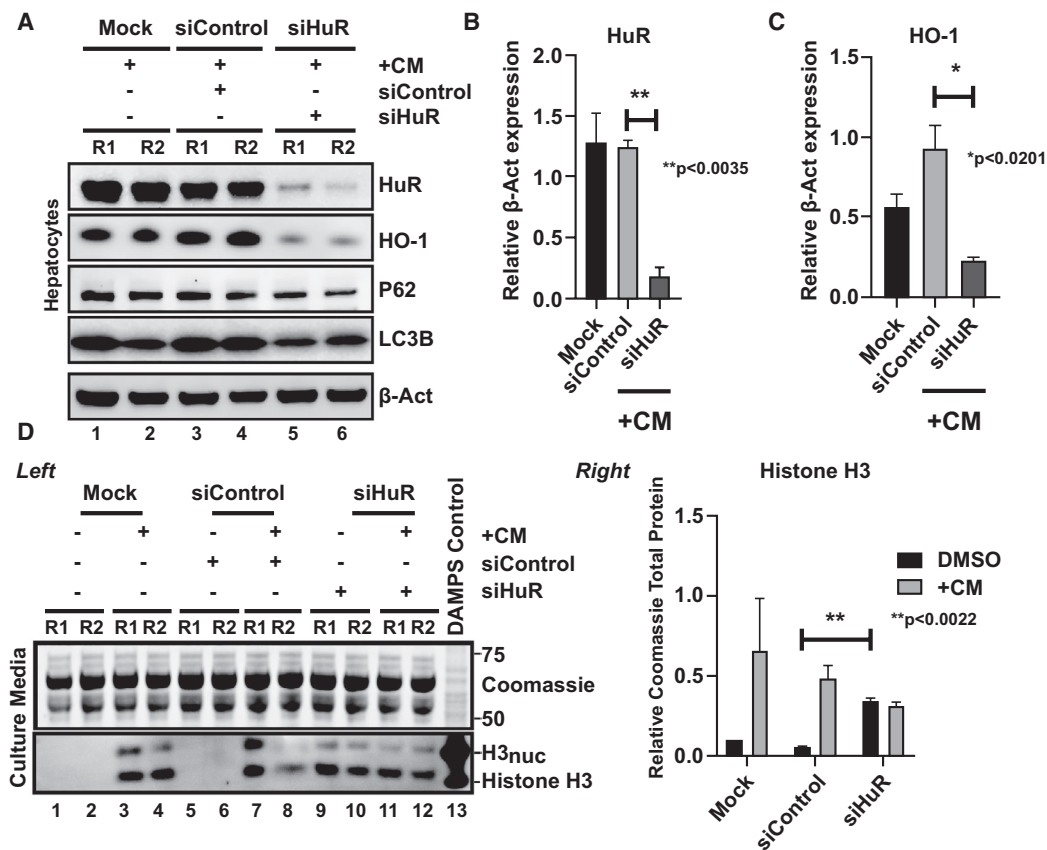 A
Mock siControl siHuR
+ + + +CM
- + - siControl
- - + siHuR
R1 R2 R1 R2 R1 R2
Hepatocytes
HuR
HO-1
P62
LC3B
β-Act
1 2 3 4 5 6
B
HuR
Relative β-Act expression
2.0
1.5
1.0
0.5
0.0
**
**p<0.0035
Mock
siControl
siHuR
+CM
C
HO-1
Relative β-Act expression
1.5
1.0
0.5
0.0
*
*p<0.0201
Mock
siControl
siHuR
+CM
D
Left
Mock siControl siHuR
- + - + - + +CM
- - + + - - siControl
- - - - + + siHuR
DAMPS Control
R1 R2 R1 R2 R1 R2 R1 R2 R1 R2 R1 R2
Culture Media
75
Coomassie
50
H3nuc
Histone H3
1 2 3 4 5 6 7 8 9 10 11 12 13
Right
Histone H3
Relative Coomassie Total Protein
1.5
1.0
0.5
0.0
DMSO
+CM
**
**p<0.0022
Mock
siControl
siHuR